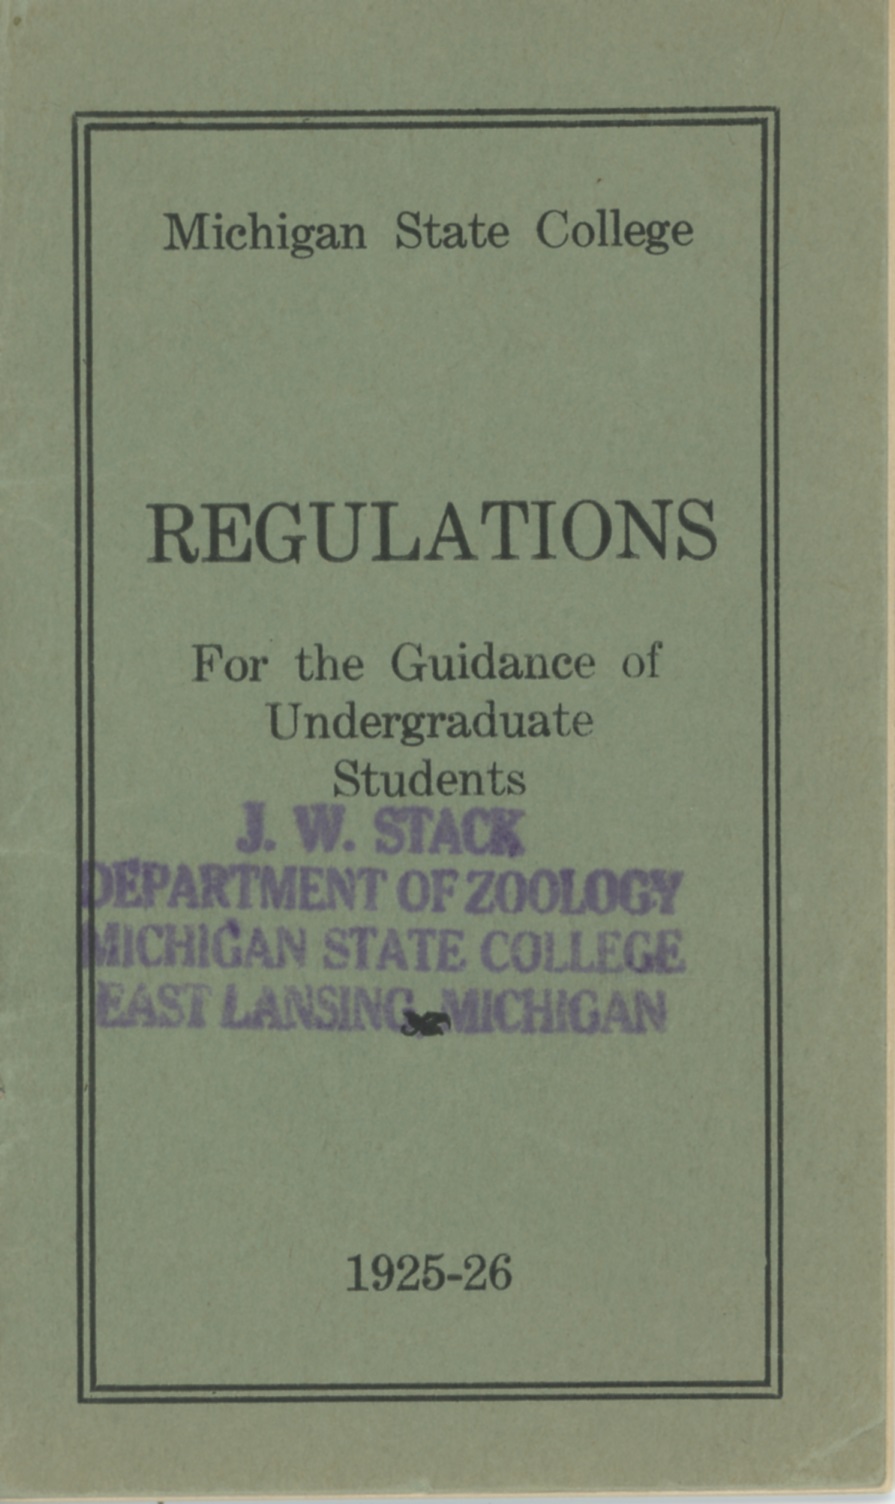 Michigan State College
REGULATIONS
For the Guidance of
Undergraduate
Students
J. W. STACK
DEPARTMENT OF ZOOLOGY
MICHIGAN STATE COLLEGE
EAST LANSING, MICHIGAN
1925-26